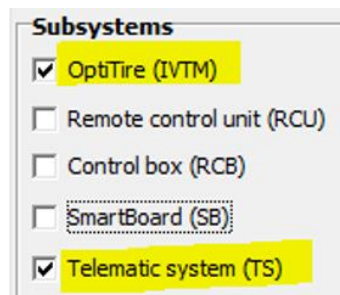 Subsystems
OptiTire (IVTM)
Remote control unit (RCU)
Control box (RCB)
SmartBoard (SB)
Telematic system (TS)